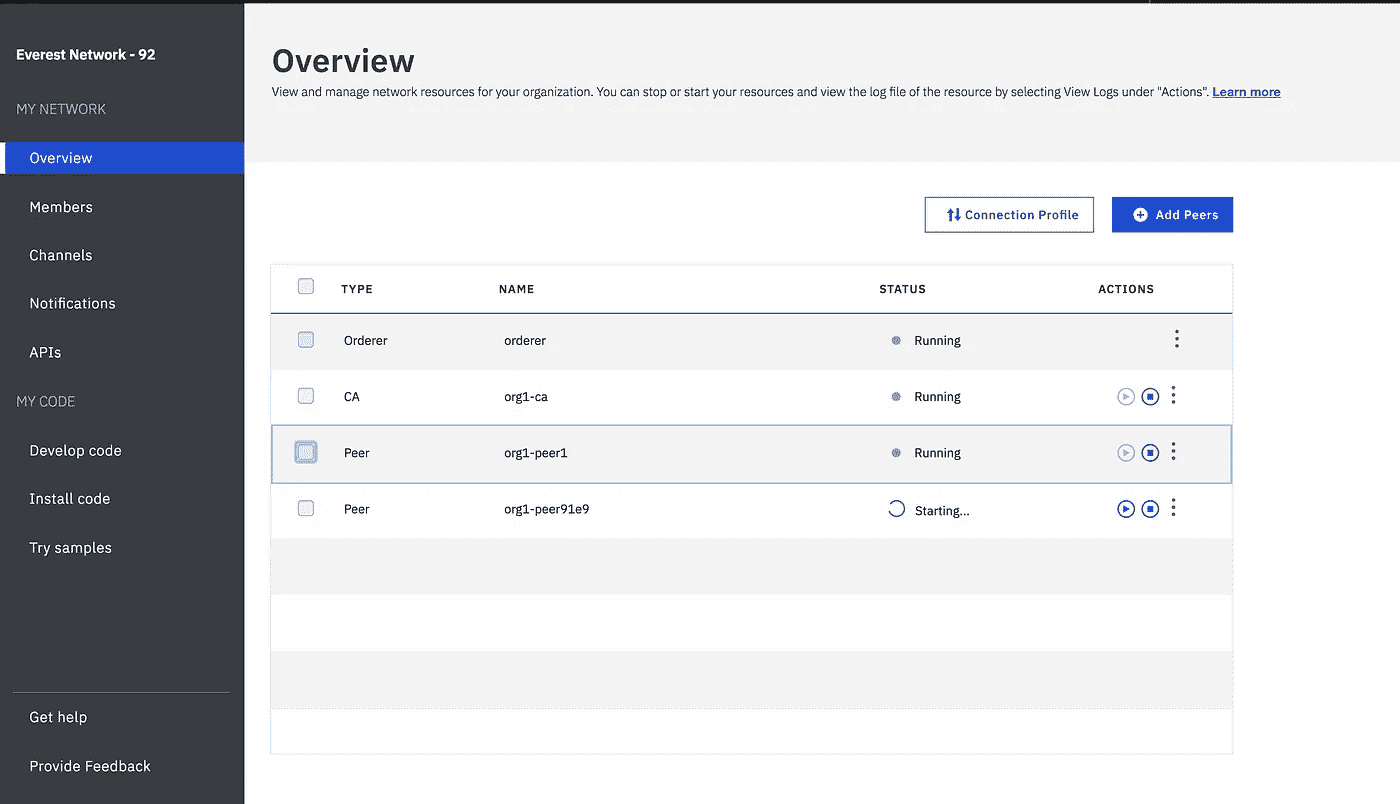 Everest Network - 92
MY NETWORK
Overview
Members
Channels
Notifications
APIs
MY CODE
Develop code
Install code
Try samples
Get help
Provide Feedback
Overview
View and manage network resources for your organization. You can stop or start your resources and view the log file of the resource by selecting View Logs under "Actions". Learn more
Connection Profile
Add Peers
TYPE NAME STATUS ACTIONS
Orderer orderer Running
CA org1-ca Running
Peer org1-peer1 Running
Peer org1-peer91e9 Starting...